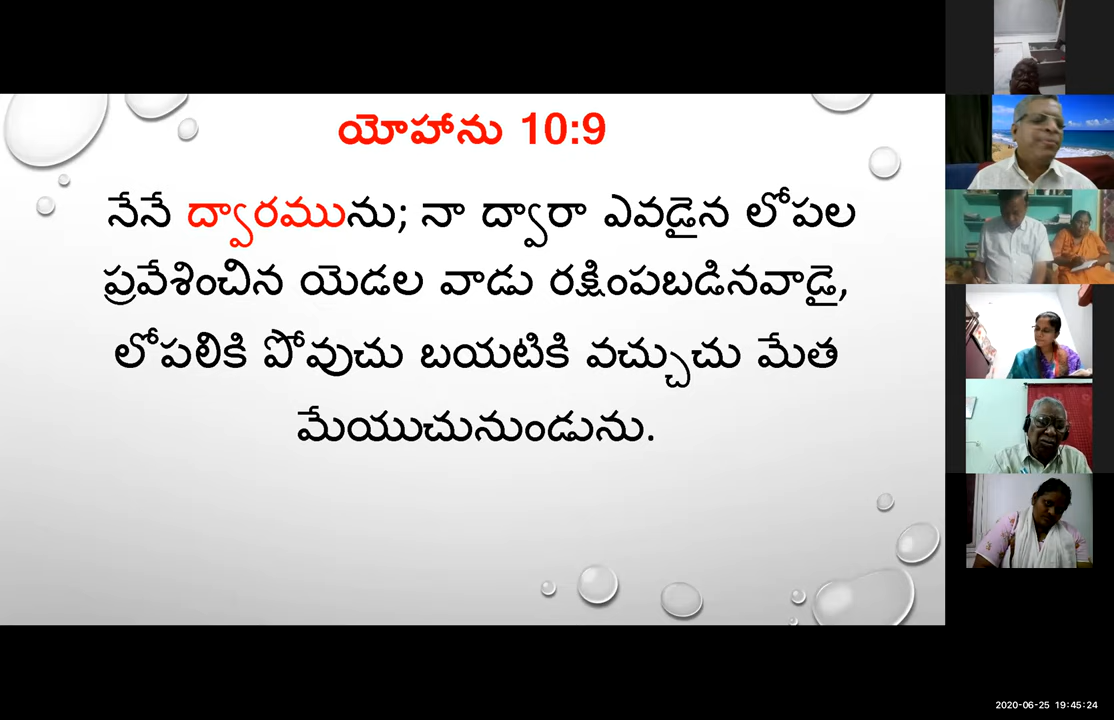 యోహాను 10:9
నేనే ద్వారమును; నా ద్వారా ఎవడైన లోపల
ప్రవేశించిన యెడల వాడు రక్షింపబడినవాడై,
లోపలికి పోవుచు బయటికి వచ్చుచు మేత
మేయుచునుండును.
2020-06-25 19:45:24